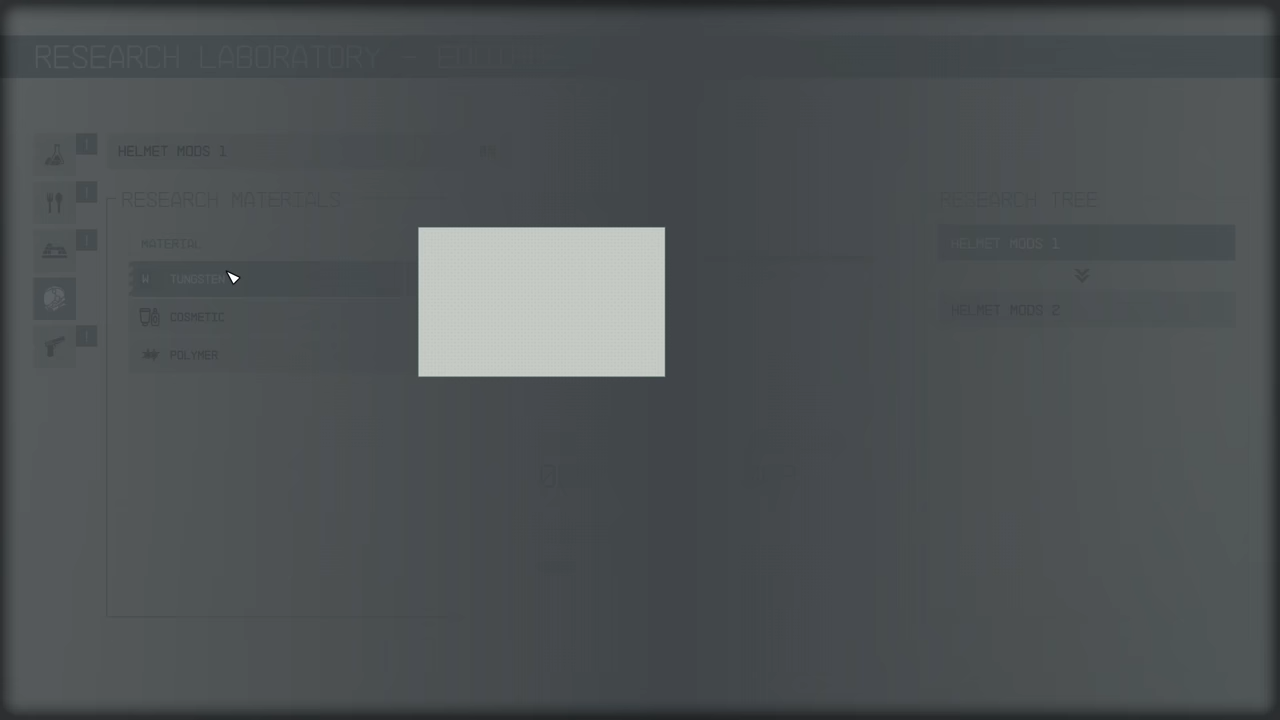 RESEARCH LABORATORY –
HELMET MODS 1
RESEARCH MATERIALS
MATERIAL
W TUNGSTEN
COSMETIC
POLYMER
RESEARCH TREE
HELMET MODS 1
HELMET MODS 2